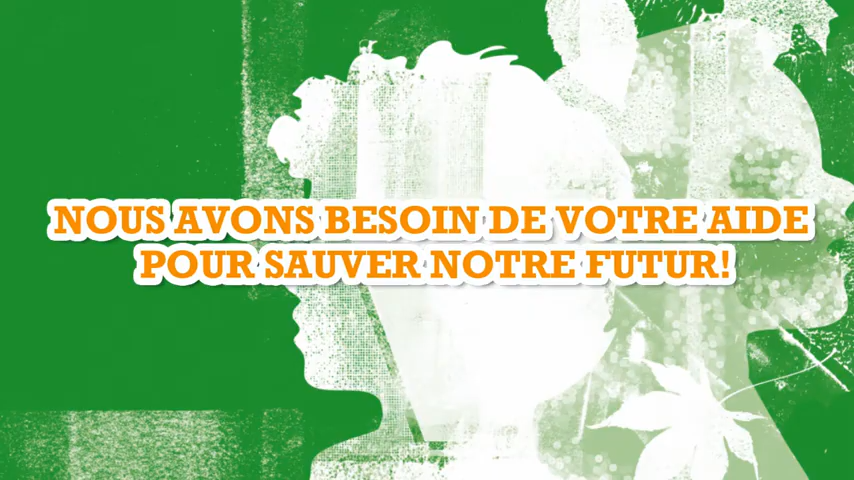 NOUS AVONS BESOIN DE VOTRE AIDE
POUR SAUVER NOTRE FUTUR!